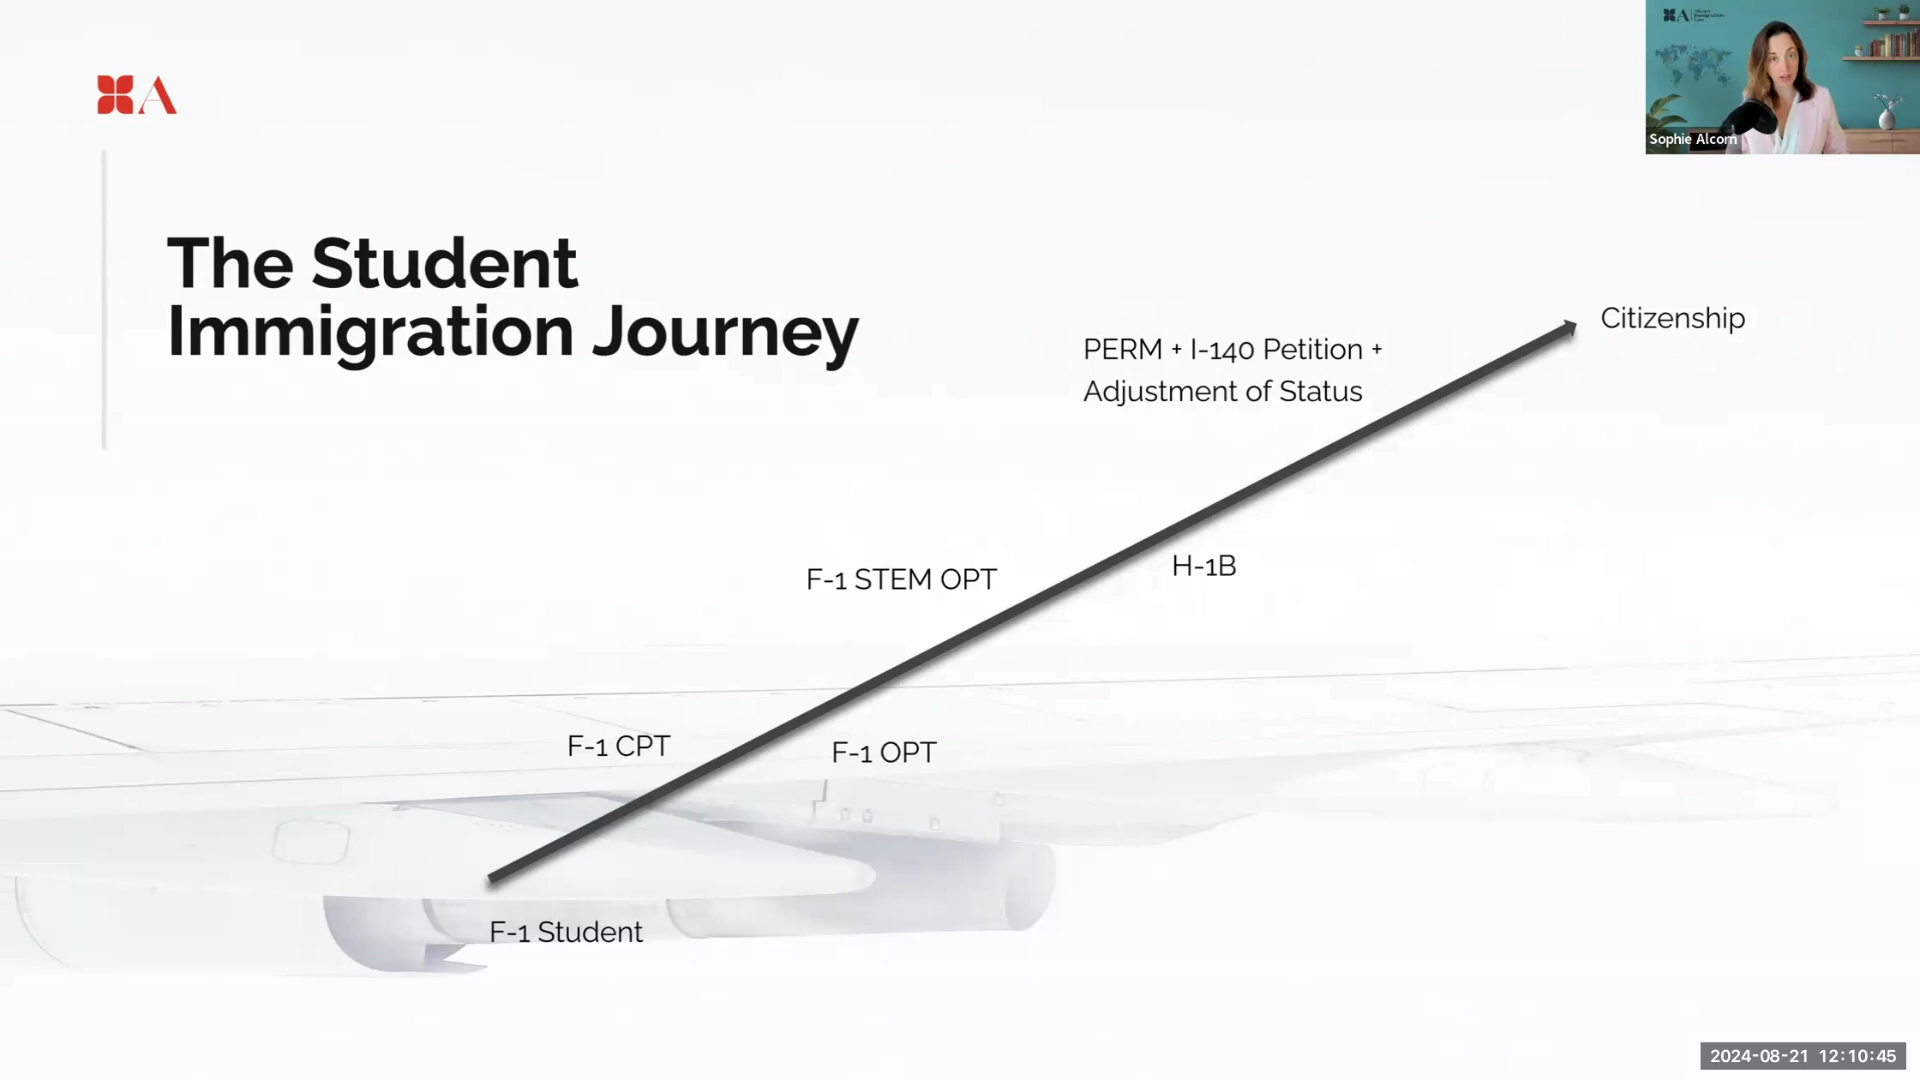 A
The Student
Immigration Journey
Sophie Alcorn
Citizenship
PERM + I-140 Petition +
Adjustment of Status
H-1B
F-1 STEM OPT
F-1 CPT
F-1 OPT
F-1 Student
2024-08-21 12:10:45